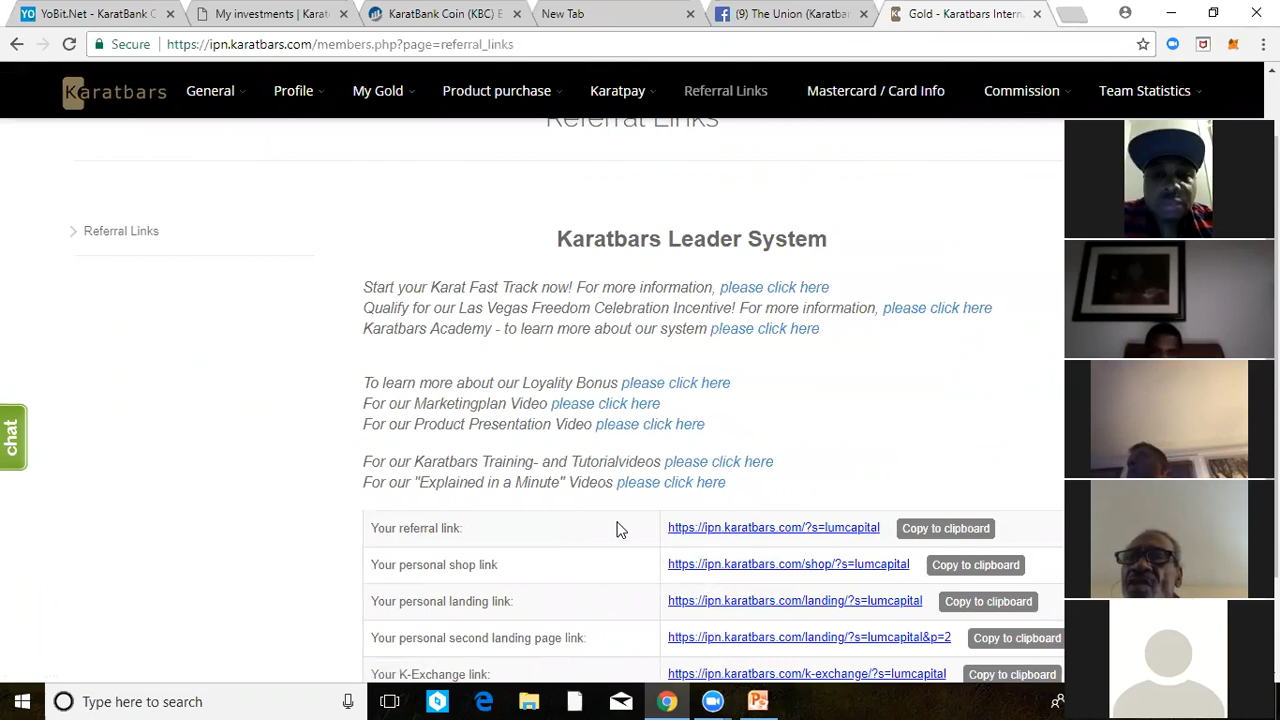 YoBit.Net - KaratBank C
My investments | Karat
KaratBank Coin (KBC) E
New Tab
(9) The Union (Karatba
Gold - Karatbars Intern
Secure
https://ipn.karatbars.com/members.php?page=referral_links
Karatbars
General
Profile
My Gold
Product purchase
Karatpay
Referral Links
Mastercard / Card Info
Commission
Team Statistics
Referral Links
Referral Links
Karatbars Leader System
Start your Karat Fast Track now! For more information, please click here
Qualify for our Las Vegas Freedom Celebration Incentive! For more information, please click here
Karatbars Academy - to learn more about our system please click here
To learn more about our Loyality Bonus please click here
For our Marketingplan Video please click here
For our Product Presentation Video please click here
For our Karatbars Training- and Tutorialvideos please click here
For our "Explained in a Minute" Videos please click here
Your referral link: https://ipn.karatbars.com/?s=lumcapital Copy to clipboard
Your personal shop link https://ipn.karatbars.com/shop/?s=lumcapital Copy to clipboard
Your personal landing link: https://ipn.karatbars.com/landing/?s=lumcapital Copy to clipboard
Your personal second landing page link: https://ipn.karatbars.com/landing/?s=lumcapital&p=2 Copy to clipboard
Your K-Exchange link: https://ipn.karatbars.com/k-exchange/?s=lumcapital Copy to clipboard
chat
Type here to search